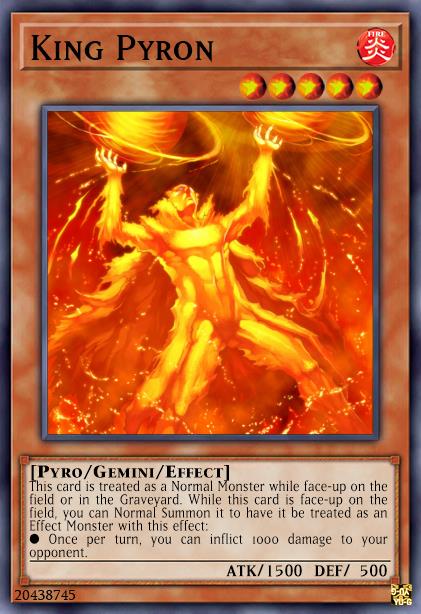 King Pyron
FIRE
炎
[Pyro/Gemini/Effect]
This card is treated as a Normal Monster while face-up on the
field or in the Graveyard. While this card is face-up on the
field, you can Normal Summon it to have it be treated as an
Effect Monster with this effect:
● Once per turn, you can inflict 1000 damage to your
opponent.
ATK/1500 DEF/ 500
20438745